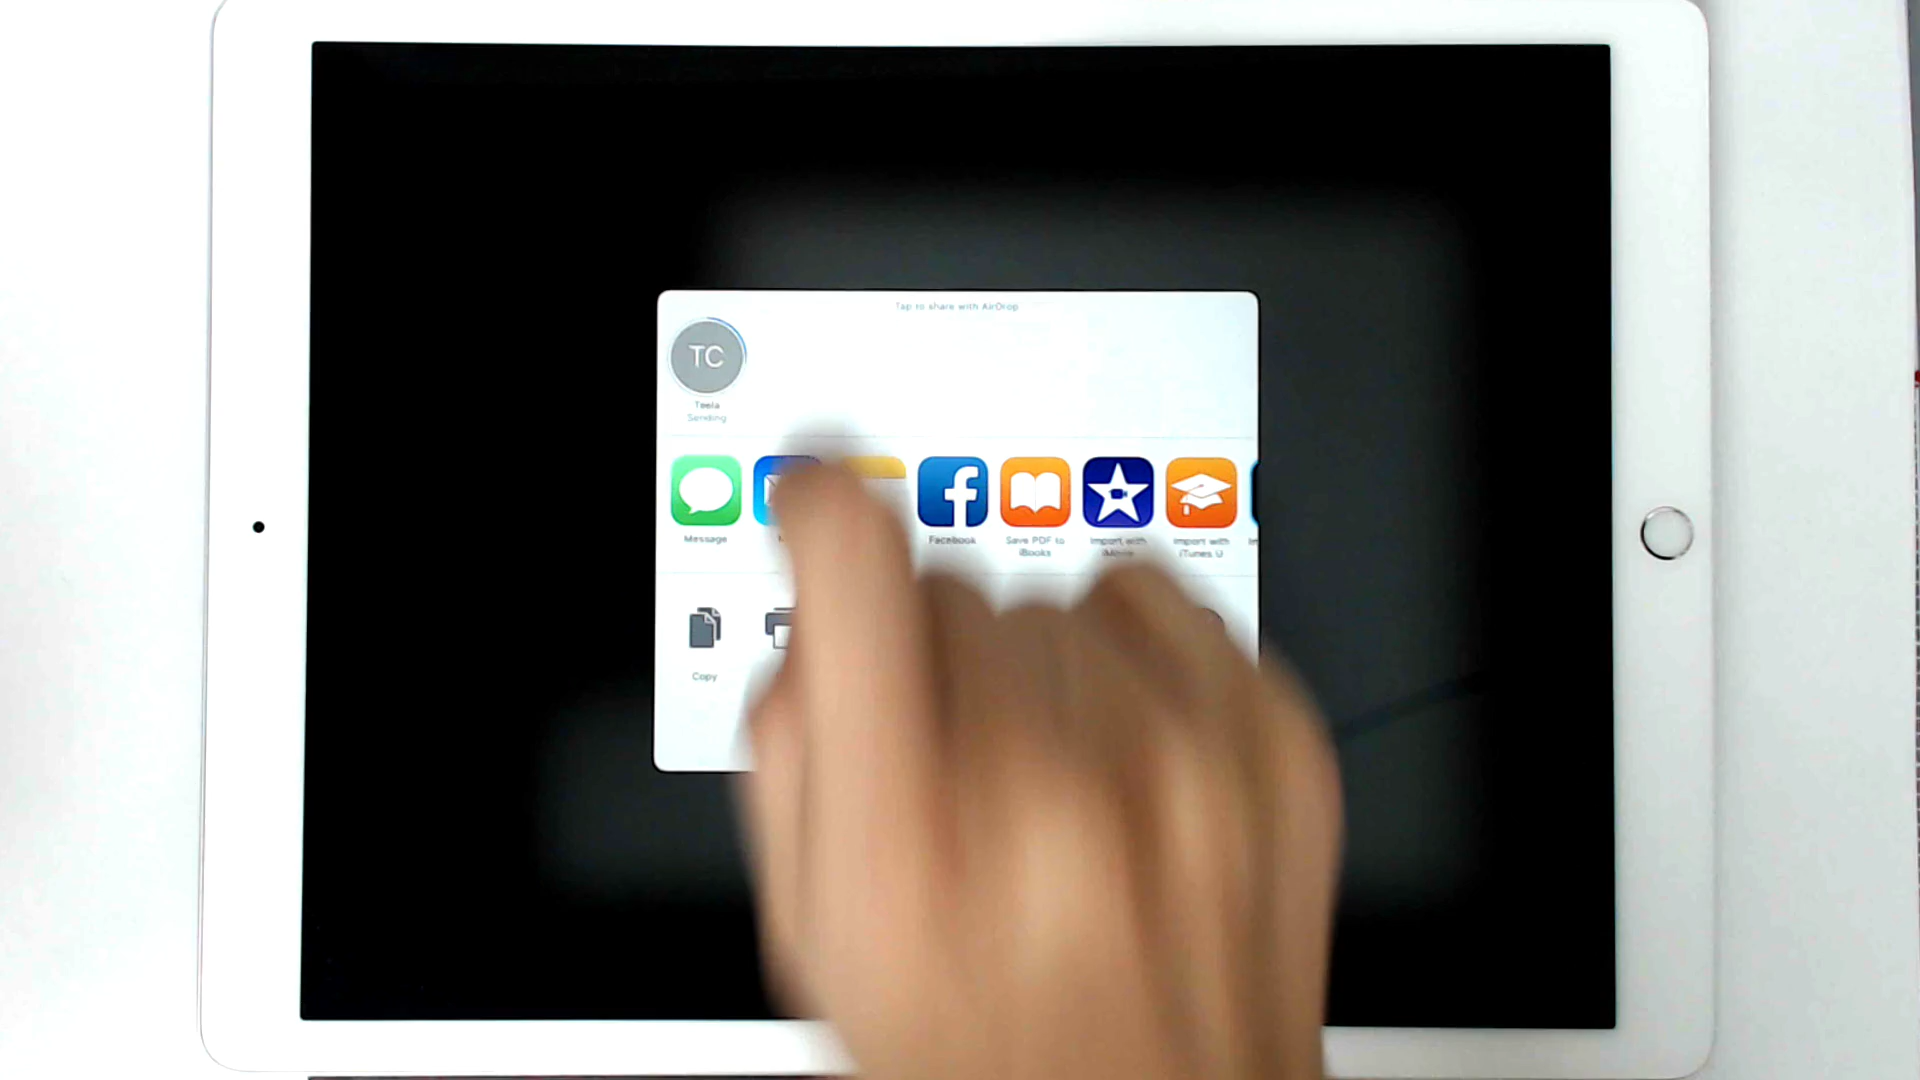 Tap to share with AirDrop
TC
Teela
Sending
Message
Facebook
Save PDF to
iBooks
Import with
iMovie
Import with
iTunes U
Copy